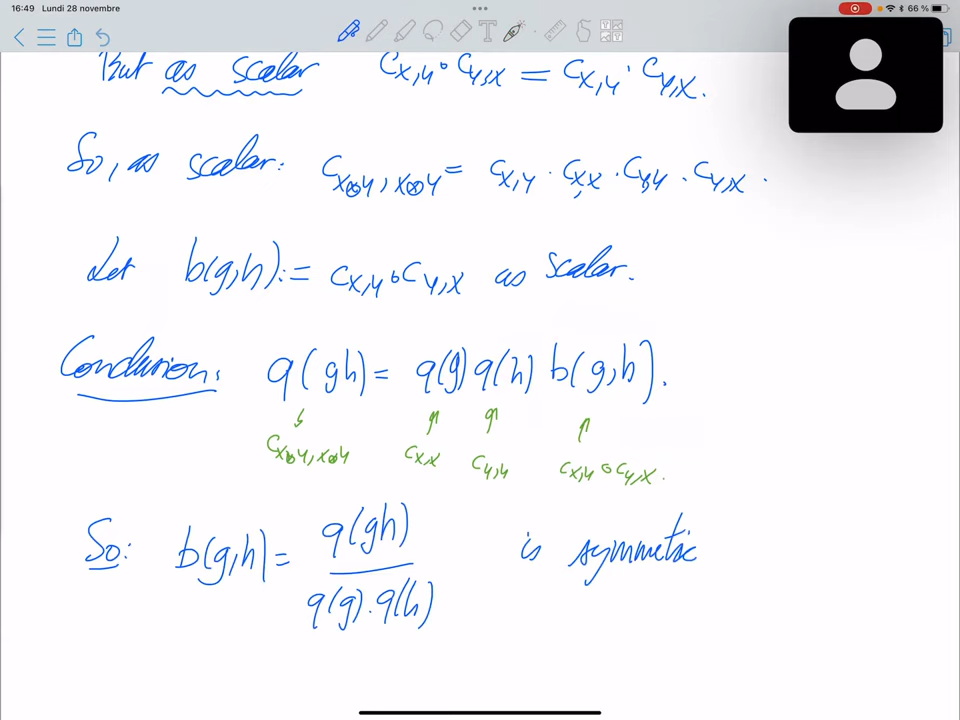 16:49 Lundi 28 novembre 66 %
But as scalar C_{X,Y} ∘ C_{Y,X} = C_{X,Y} · C_{Y,X}.
So, as scalar: C_{X⊗Y, X⊗Y} = C_{X,Y} · C_{X,X} · C_{Y,Y} · C_{Y,X}.
Let b(g,h) := C_{X,Y} ∘ C_{Y,X} as scalar.
Conclusion: q(gh) = q(g) q(h) b(g,h).
C_{X⊗Y, X⊗Y} C_{X,X} C_{Y,Y} C_{X,Y} ∘ C_{Y,X}.
So: b(g,h) = q(gh) / q(g).q(h) is symmetric